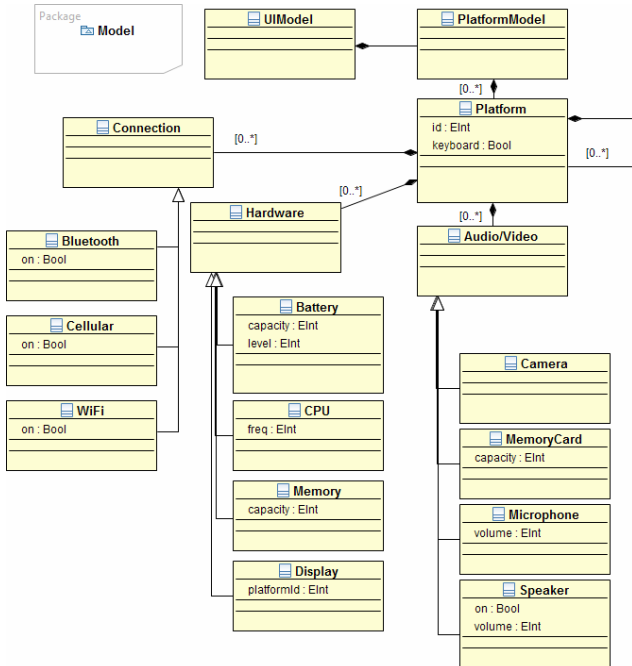 Package
Model
UIModel
PlatformModel
[0..*]
Platform
id : EInt
keyboard : Bool
[0..*]
[0..*]
Connection
[0..*]
[0..*]
Hardware
Audio/Video
Bluetooth
on : Bool
Cellular
on : Bool
WiFi
on : Bool
Battery
capacity : EInt
level : EInt
CPU
freq : EInt
Memory
capacity : EInt
Display
platformId : EInt
Camera
MemoryCard
capacity : EInt
Microphone
volume : EInt
Speaker
on : Bool
volume : EInt